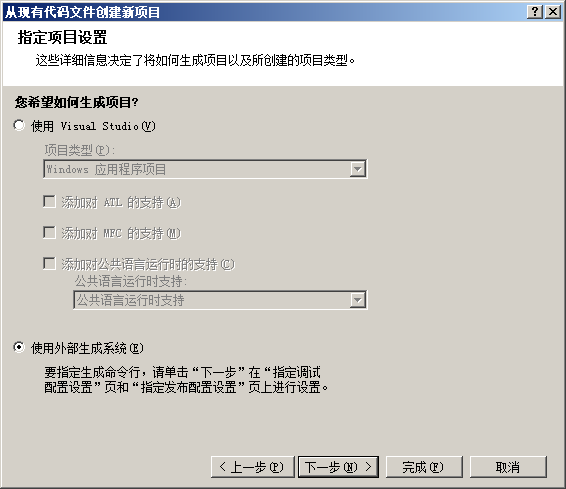 从现有代码文件创建新项目
指定项目设置
这些详细信息决定了将如何生成项目以及所创建的项目类型。
您希望如何生成项目?
使用 Visual Studio(V)
项目类型(P):
Windows 应用程序项目
添加对 ATL 的支持(A)
添加对 MFC 的支持(M)
添加对公共语言运行时的支持(C)
公共语言运行时支持:
公共语言运行时支持
使用外部生成系统(E)
要指定生成命令行，请单击“下一步”在“指定调试
配置设置”页和“指定发布配置设置”页上进行设置。
< 上一步(P) 下一步(N) > 完成(F) 取消